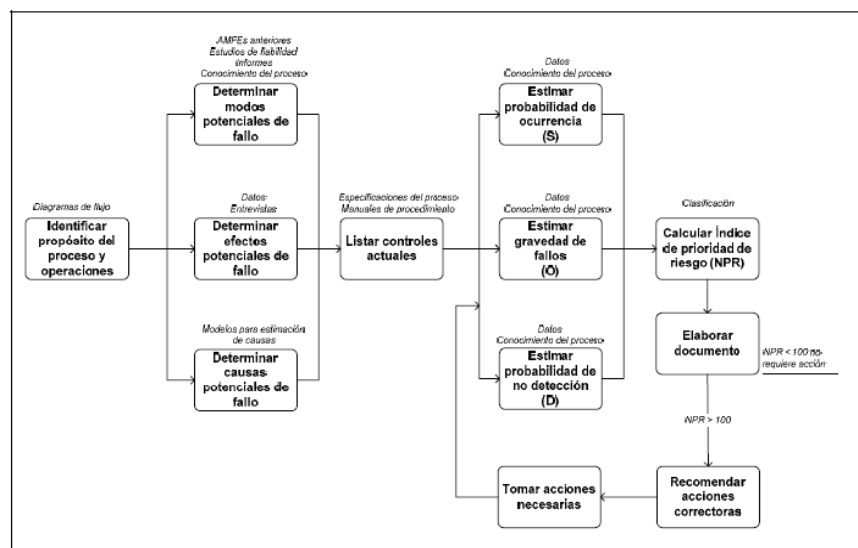 AMFEs anteriores
Estudios de fiabilidad
Informes
Conocimiento del proceso
Determinar
modos
potenciales de
fallo
Datos
Conocimiento del proceso
Estimar
probabilidad de
ocurrencia
(S)
Diagramas de flujo
Identificar
propósito del
proceso y
operaciones
Datos
Entrevistas
Determinar
efectos
potenciales de
fallo
Especificaciones del proceso
Manuales de procedimiento
Listar controles
actuales
Datos
Conocimiento del proceso
Estimar
gravedad de
fallos
(O)
Clasificación
Calcular Índice
de prioridad de
riesgo (NPR)
Modelos para estimación
de causas
Determinar
causas
potenciales de
fallo
Datos
Conocimiento del proceso
Estimar
probabilidad de
no detección
(D)
Elaborar
documento
NPR < 100 no
requiere acción
NPR > 100
Tomar acciones
necesarias
Recomendar
acciones
correctoras